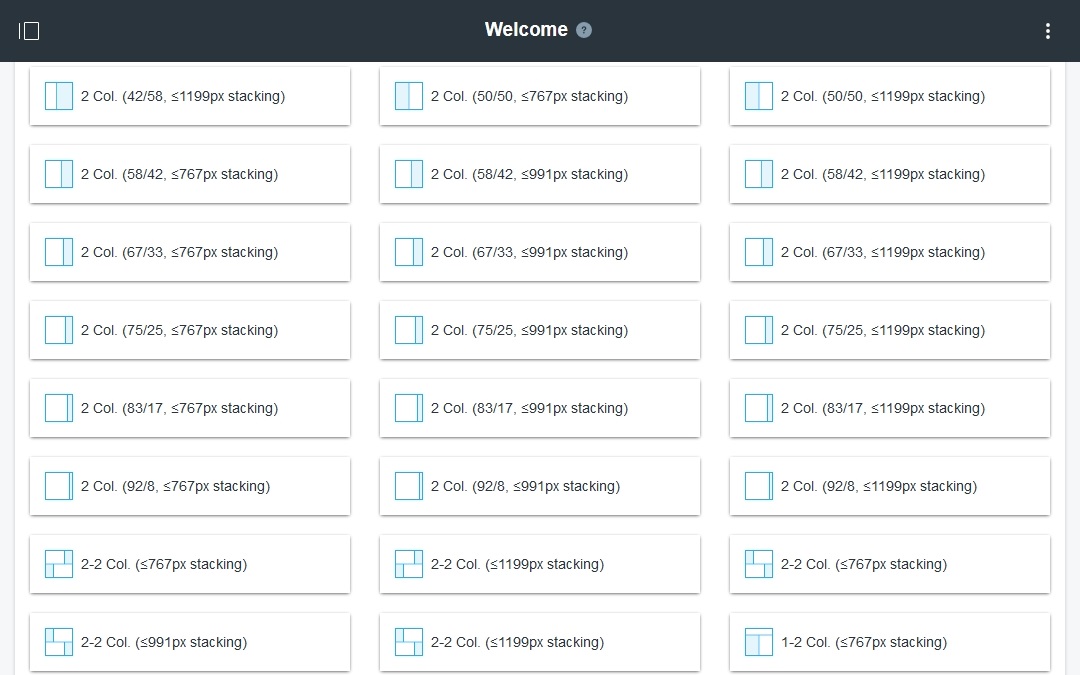 Welcome ?
2 Col. (42/58, ≤1199px stacking)
2 Col. (50/50, ≤767px stacking)
2 Col. (50/50, ≤1199px stacking)
2 Col. (58/42, ≤767px stacking)
2 Col. (58/42, ≤991px stacking)
2 Col. (58/42, ≤1199px stacking)
2 Col. (67/33, ≤767px stacking)
2 Col. (67/33, ≤991px stacking)
2 Col. (67/33, ≤1199px stacking)
2 Col. (75/25, ≤767px stacking)
2 Col. (75/25, ≤991px stacking)
2 Col. (75/25, ≤1199px stacking)
2 Col. (83/17, ≤767px stacking)
2 Col. (83/17, ≤991px stacking)
2 Col. (83/17, ≤1199px stacking)
2 Col. (92/8, ≤767px stacking)
2 Col. (92/8, ≤991px stacking)
2 Col. (92/8, ≤1199px stacking)
2-2 Col. (≤767px stacking)
2-2 Col. (≤1199px stacking)
2-2 Col. (≤767px stacking)
2-2 Col. (≤991px stacking)
2-2 Col. (≤1199px stacking)
1-2 Col. (≤767px stacking)